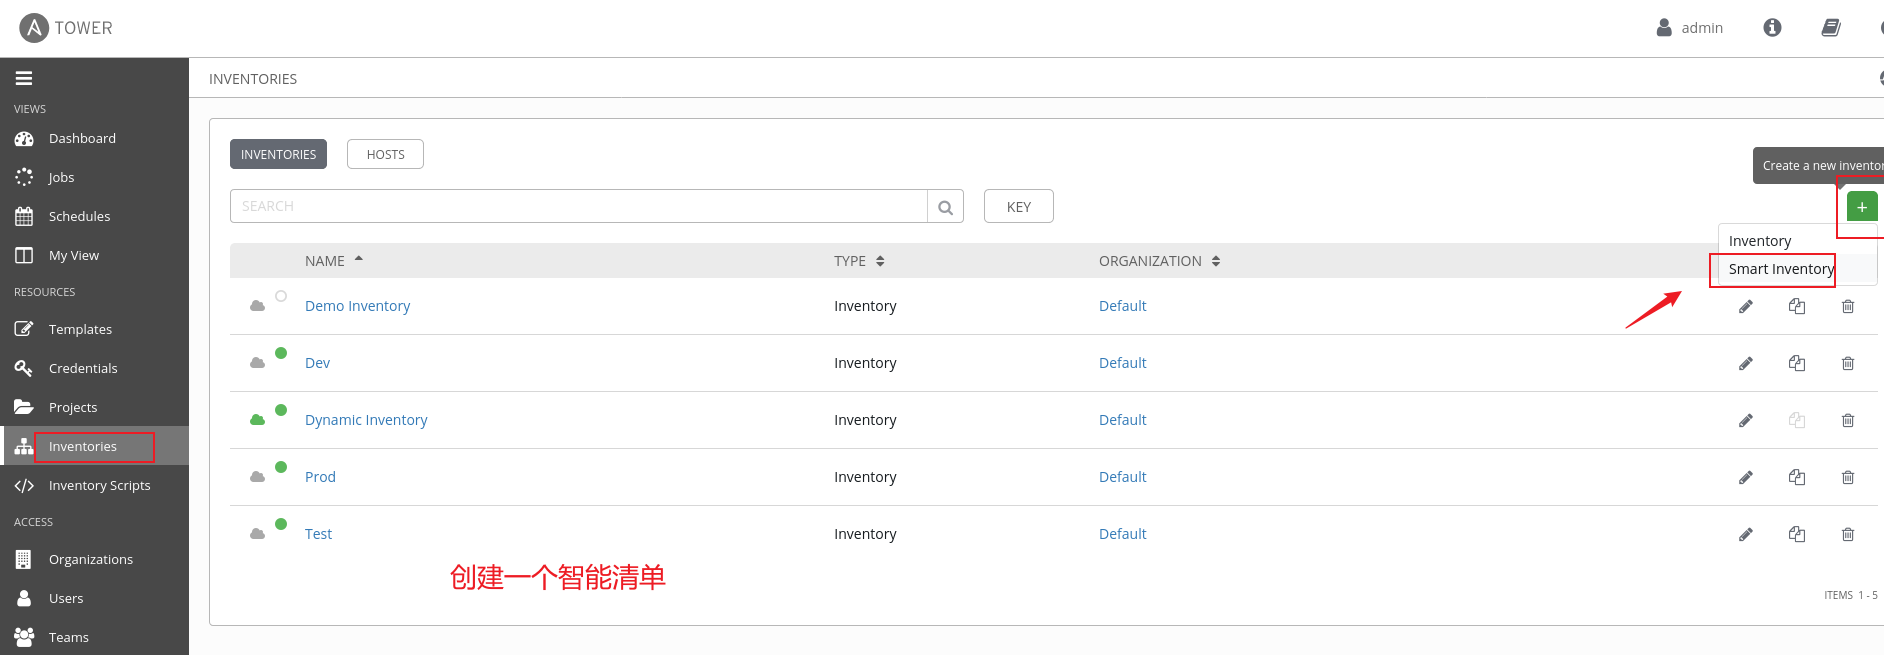 TOWER
admin
INVENTORIES
VIEWS
Dashboard
Jobs
Schedules
My View
RESOURCES
Templates
Credentials
Projects
Inventories
Inventory Scripts
ACCESS
Organizations
Users
Teams
INVENTORIES HOSTS
Create a new inventor
SEARCH KEY
+
Inventory
Smart Inventory
NAME TYPE ORGANIZATION
Demo Inventory Inventory Default
Dev Inventory Default
Dynamic Inventory Inventory Default
Prod Inventory Default
Test Inventory Default
创建一个智能清单
ITEMS 1 - 5